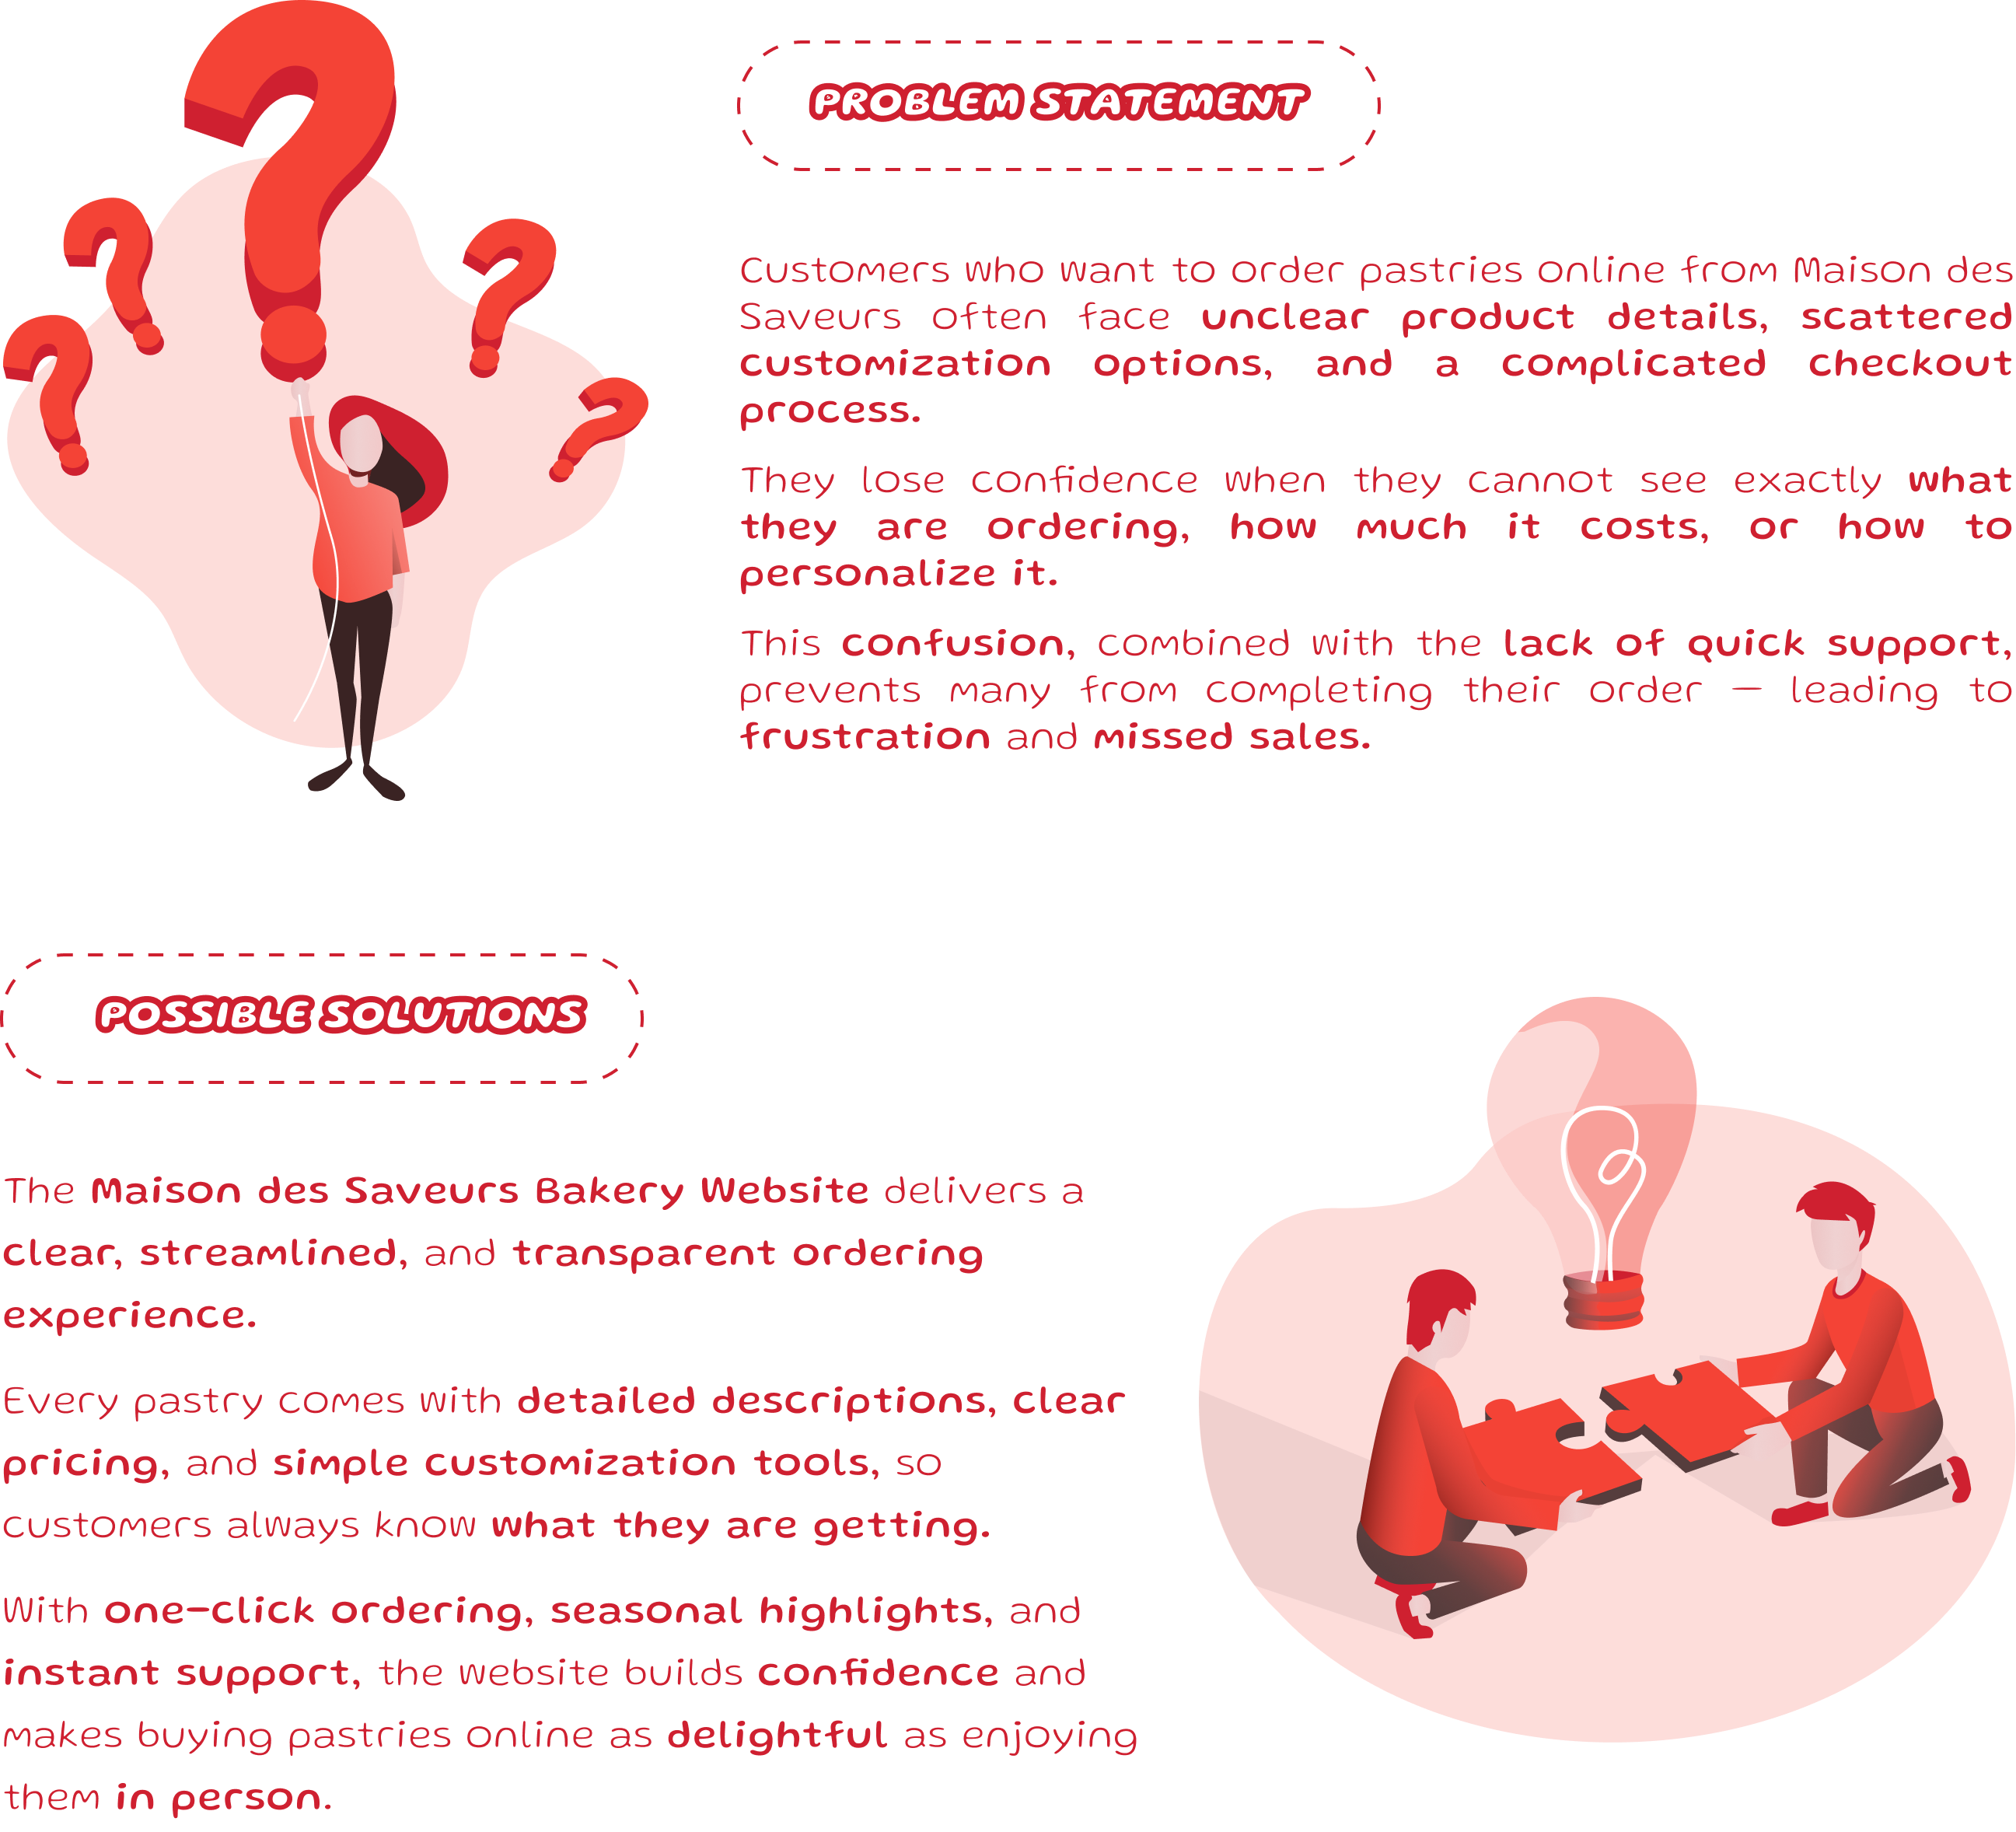 PROBLEM STATEMENT
Customers who want to order pastries online from Maison des
Saveurs often face unclear product details, scattered
customization options, and a complicated checkout
process.
They lose confidence when they cannot see exactly what
they are ordering, how much it costs, or how to
personalize it.
This confusion, combined with the lack of quick support,
prevents many from completing their order — leading to
frustration and missed sales.
POSSIBLE SOLUTIONS
The Maison des Saveurs Bakery Website delivers a
clear, streamlined, and transparent ordering
experience.
Every pastry comes with detailed descriptions, clear
pricing, and simple customization tools, so
customers always know what they are getting.
With one-click ordering, seasonal highlights, and
instant support, the website builds confidence and
makes buying pastries online as delightful as enjoying
them in person.